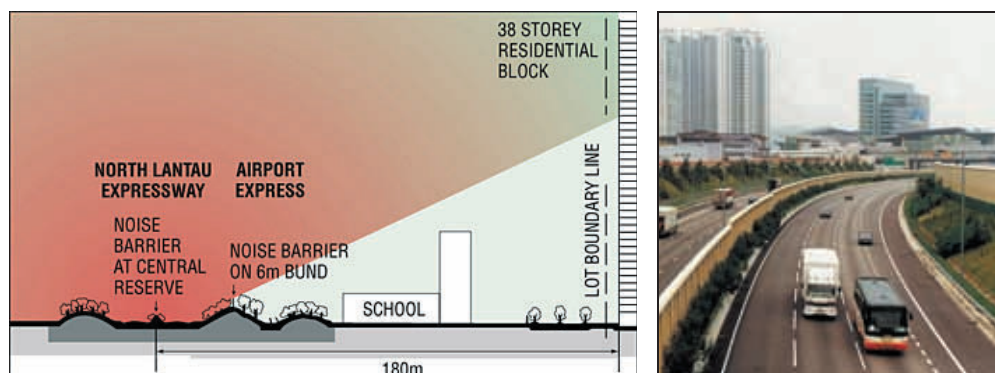 38 STOREY
RESIDENTIAL
BLOCK
NORTH LANTAU
EXPRESSWAY
AIRPORT
EXPRESS
NOISE
BARRIER
AT CENTRAL
RESERVE
NOISE BARRIER
ON 6m BUND
LOT BOUNDARY LINE
SCHOOL
180m